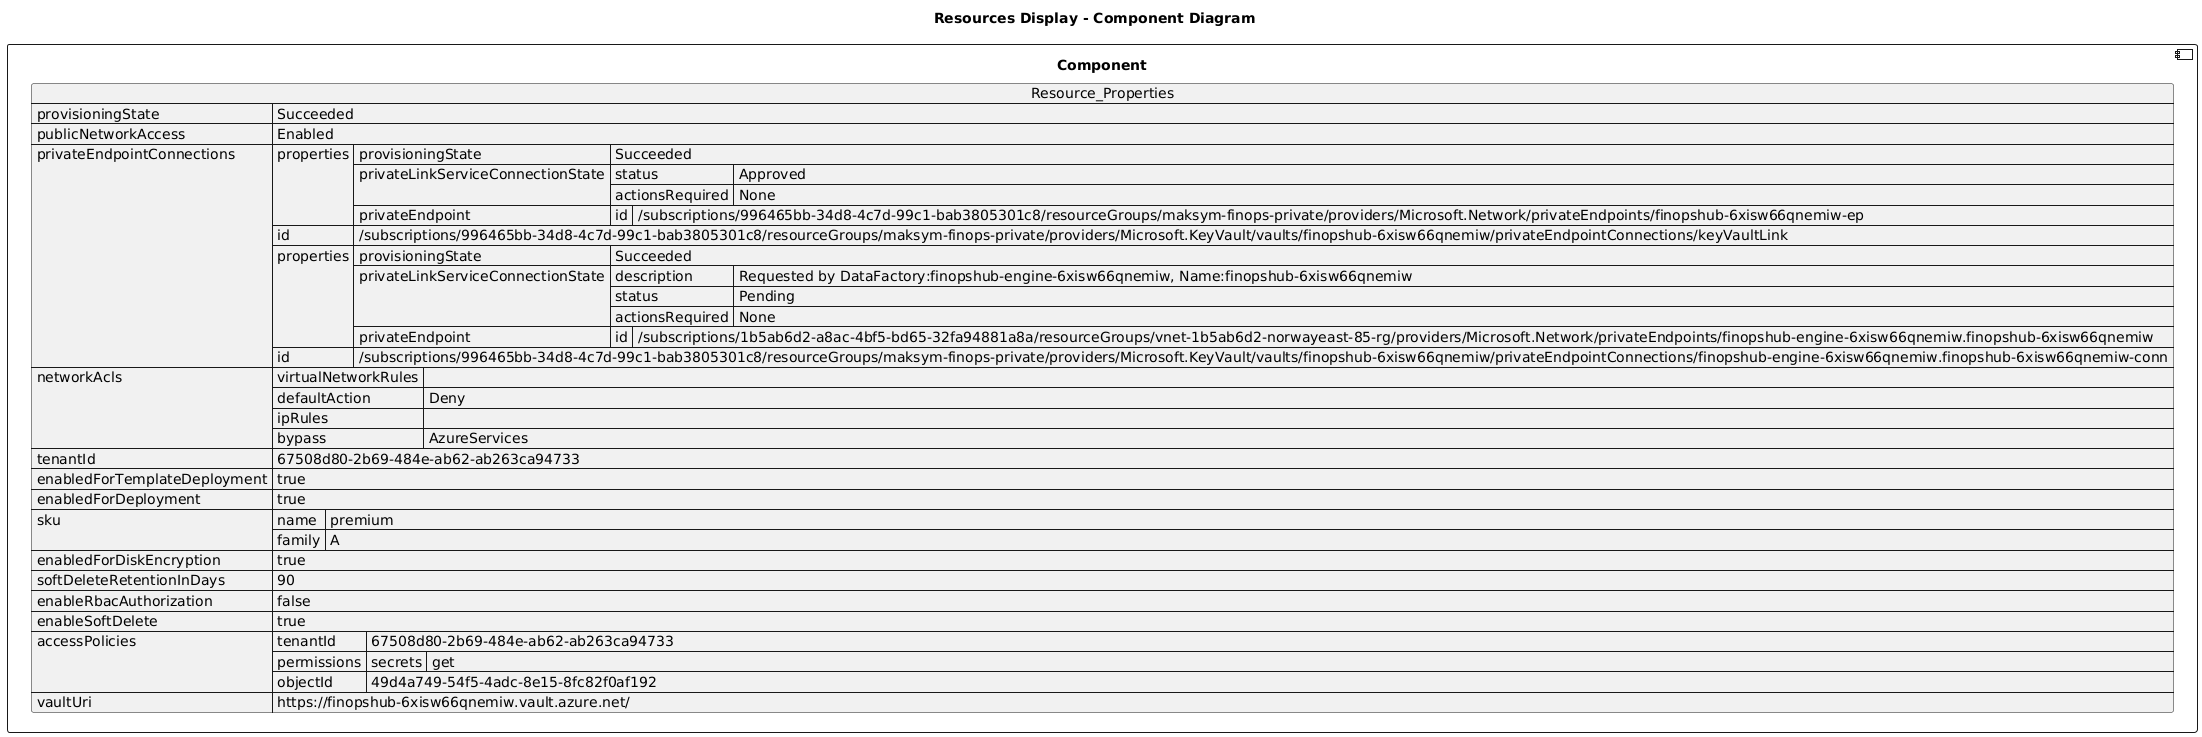 Resources Display - Component Diagram
Component
Resource_Properties
provisioningState Succeeded
publicNetworkAccess Enabled
privateEndpointConnections properties provisioningState Succeeded
privateLinkServiceConnectionState status Approved
actionsRequired None
privateEndpoint id /subscriptions/996465bb-34d8-4c7d-99c1-bab3805301c8/resourceGroups/maksym-finops-private/providers/Microsoft.Network/privateEndpoints/finopshub-6xisw66qnemiw-ep
id /subscriptions/996465bb-34d8-4c7d-99c1-bab3805301c8/resourceGroups/maksym-finops-private/providers/Microsoft.KeyVault/vaults/finopshub-6xisw66qnemiw/privateEndpointConnections/keyVaultLink
properties provisioningState Succeeded
privateLinkServiceConnectionState description Requested by DataFactory:finopshub-engine-6xisw66qnemiw, Name:finopshub-6xisw66qnemiw
status Pending
actionsRequired None
privateEndpoint id /subscriptions/1b5ab6d2-a8ac-4bf5-bd65-32fa94881a8a/resourceGroups/vnet-1b5ab6d2-norwayeast-85-rg/providers/Microsoft.Network/privateEndpoints/finopshub-engine-6xisw66qnemiw.finopshub-6xisw66qnemiw
id /subscriptions/996465bb-34d8-4c7d-99c1-bab3805301c8/resourceGroups/maksym-finops-private/providers/Microsoft.KeyVault/vaults/finopshub-6xisw66qnemiw/privateEndpointConnections/finopshub-engine-6xisw66qnemiw.finopshub-6xisw66qnemiw-conn
networkAcls virtualNetworkRules
defaultAction Deny
ipRules
bypass AzureServices
tenantId 67508d80-2b69-484e-ab62-ab263ca94733
enabledForTemplateDeployment true
enabledForDeployment true
sku name premium
family A
enabledForDiskEncryption true
softDeleteRetentionInDays 90
enableRbacAuthorization false
enableSoftDelete true
accessPolicies tenantId 67508d80-2b69-484e-ab62-ab263ca94733
permissions secrets get
objectId 49d4a749-54f5-4adc-8e15-8fc82f0af192
vaultUri https://finopshub-6xisw66qnemiw.vault.azure.net/